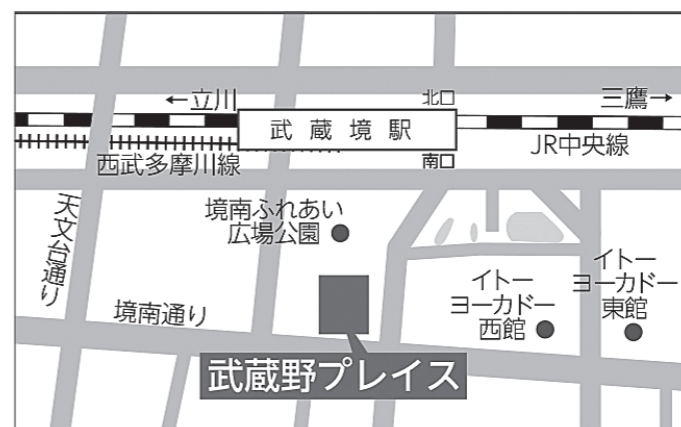 ←立川
北口
三鷹→
武蔵境駅
西武多摩川線
南口
JR中央線
天文台通り
境南ふれあい
広場公園
イトー
ヨーカドー
西館
イトー
ヨーカドー
東館
境南通り
武蔵野プレイス